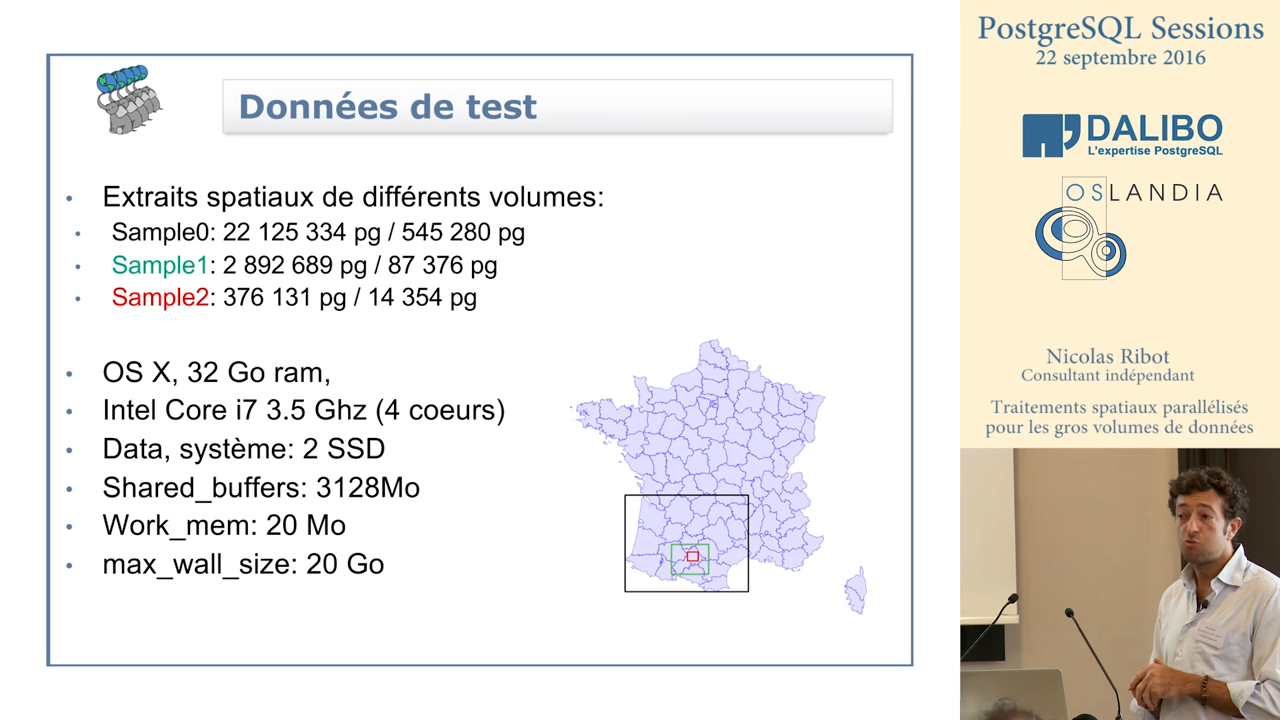 Données de test
Extraits spatiaux de différents volumes:
Sample0: 22 125 334 pg / 545 280 pg
Sample1: 2 892 689 pg / 87 376 pg
Sample2: 376 131 pg / 14 354 pg
OS X, 32 Go ram,
Intel Core i7 3.5 Ghz (4 coeurs)
Data, système: 2 SSD
Shared_buffers: 3128Mo
Work_mem: 20 Mo
max_wall_size: 20 Go
PostgreSQL Sessions
22 septembre 2016
DALIBO
L'expertise PostgreSQL
OSLANDIA
Nicolas Ribot
Consultant indépendant
Traitements spatiaux parallélisés
pour les gros volumes de données